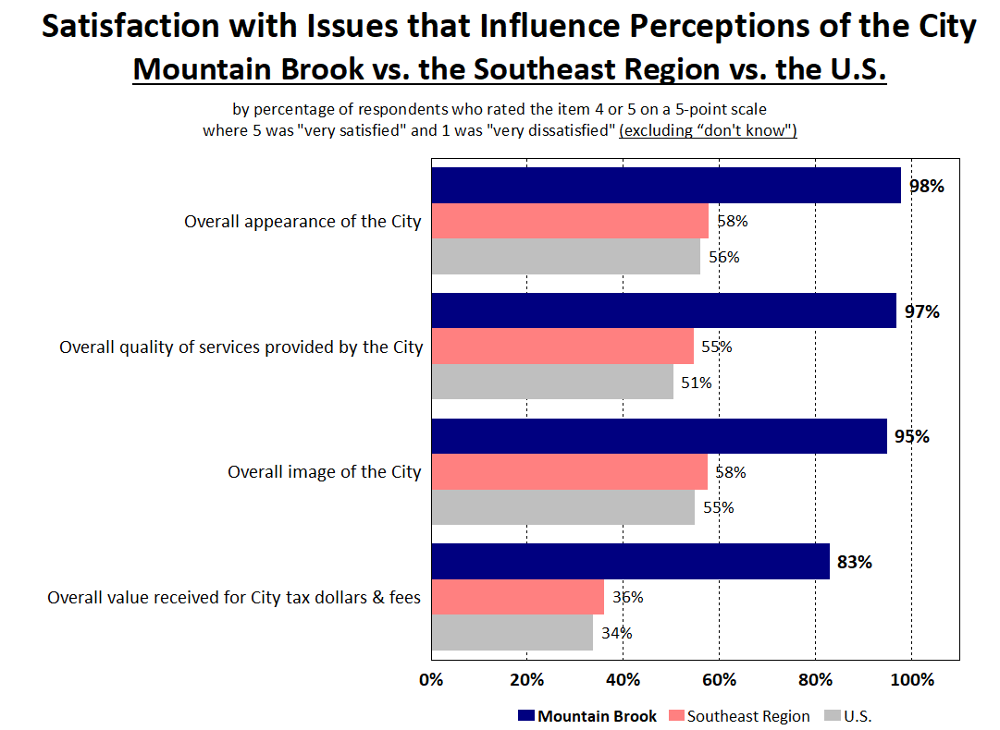 Satisfaction with Issues that Influence Perceptions of the City
Mountain Brook vs. the Southeast Region vs. the U.S.
by percentage of respondents who rated the item 4 or 5 on a 5-point scale
where 5 was "very satisfied" and 1 was "very dissatisfied" (excluding “don't know")
98%
Overall appearance of the City 58%
56%
97%
Overall quality of services provided by the City 55%
51%
95%
Overall image of the City 58%
55%
83%
Overall value received for City tax dollars & fees 36%
34%
0% 20% 40% 60% 80% 100%
Mountain Brook Southeast Region U.S.